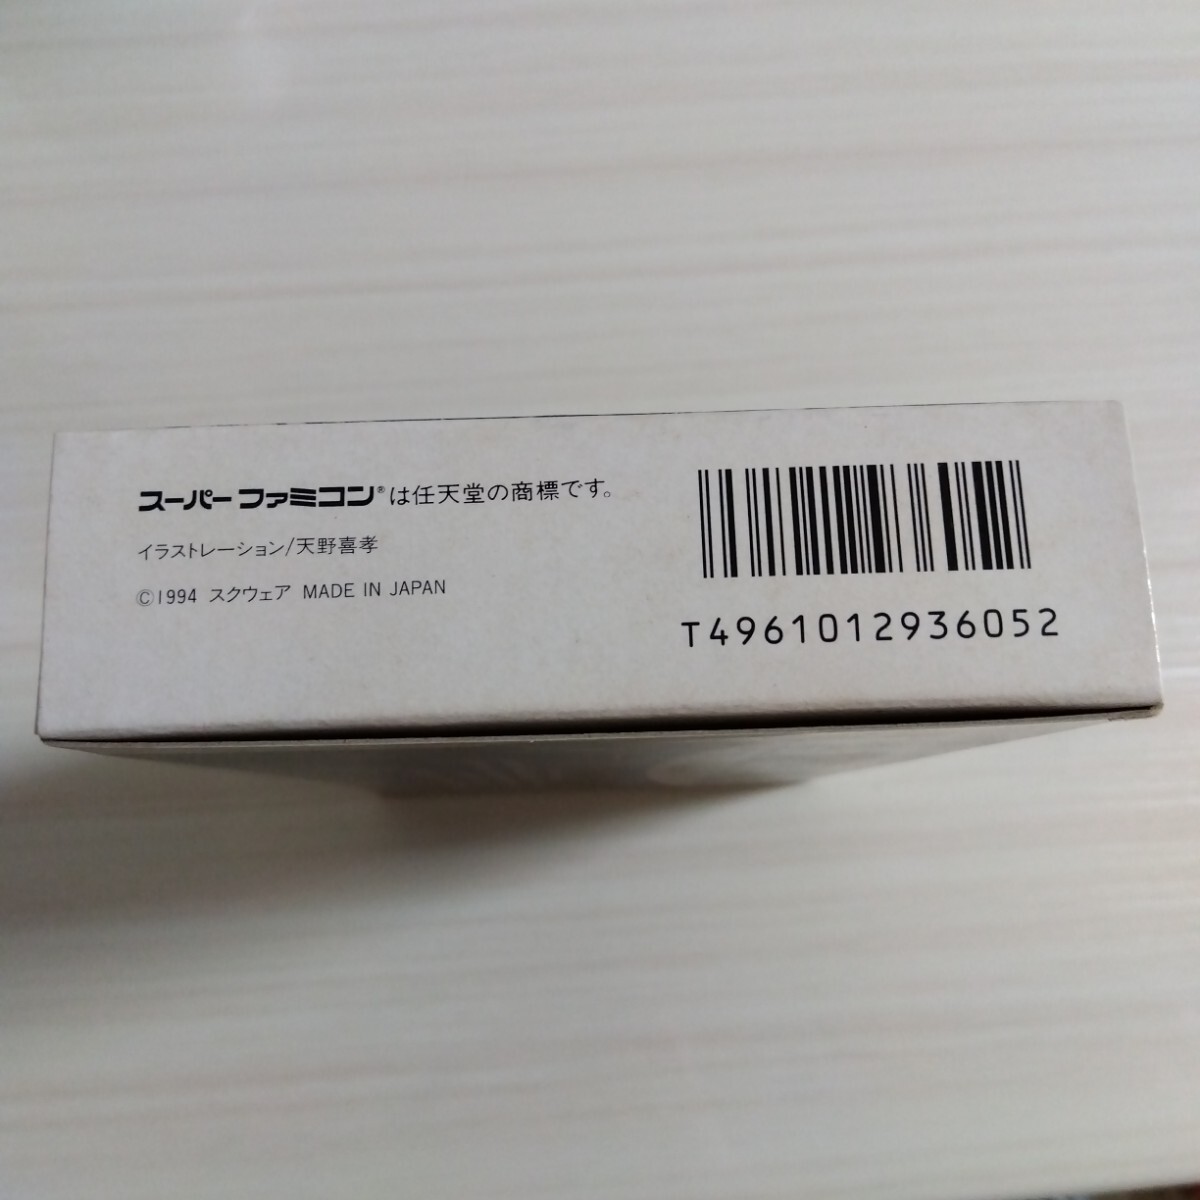 スーパーファミコン®は任天堂の商標です。
イラストレーション/天野喜孝
©1994 スクウェア MADE IN JAPAN
T4961012936052